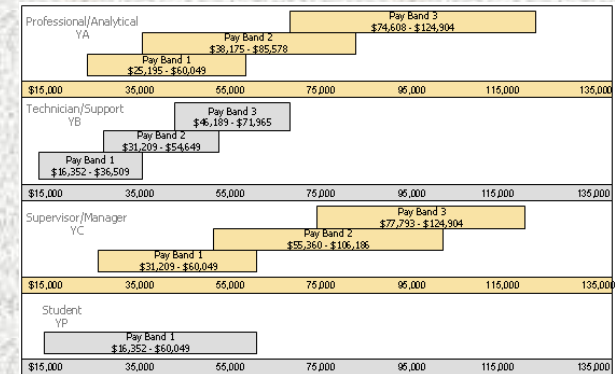 Professional/Analytical
YA
Pay Band 3
$74,608 - $124,904
Pay Band 2
$38,175 - $85,578
Pay Band 1
$25,195 - $60,049
$15,000 35,000 55,000 75,000 95,000 115,000 135,000
Technician/Support
YB
Pay Band 3
$46,189 - $71,965
Pay Band 2
$31,209 - $54,649
Pay Band 1
$16,352 - $36,509
$15,000 35,000 55,000 75,000 95,000 115,000 135,000
Supervisor/Manager
YC
Pay Band 3
$77,793 - $124,904
Pay Band 2
$55,360 - $106,186
Pay Band 1
$31,209 - $60,049
$15,000 35,000 55,000 75,000 95,000 115,000 135,000
Student
YP
Pay Band 1
$16,352 - $60,049
$15,000 35,000 55,000 75,000 95,000 115,000 135,000